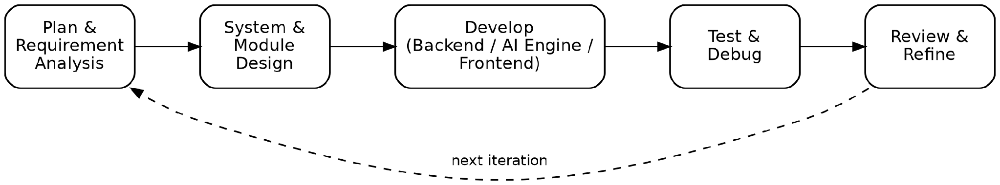 Plan &
Requirement
Analysis
System &
Module
Design
Develop
(Backend / AI Engine /
Frontend)
Test &
Debug
Review &
Refine
next iteration